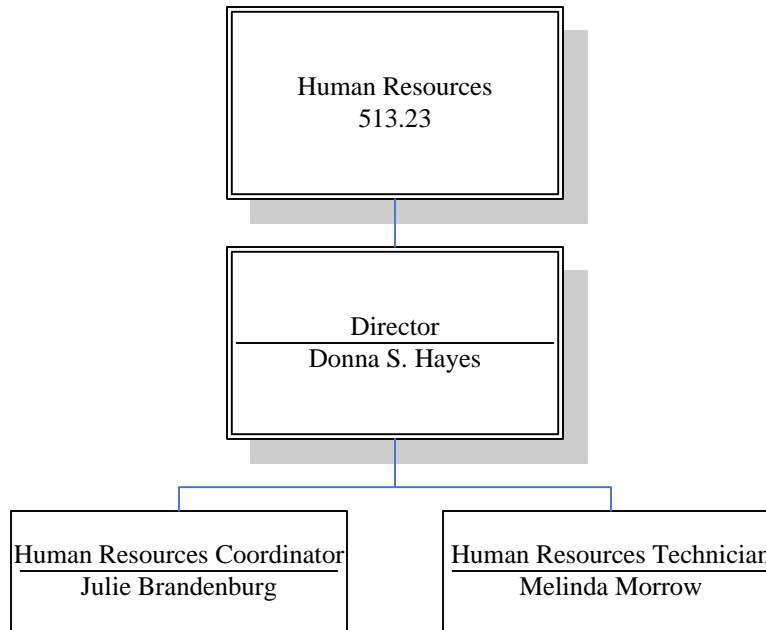 Human Resources
513.23
Director
Donna S. Hayes
Human Resources Coordinator
Julie Brandenburg
Human Resources Technician
Melinda Morrow